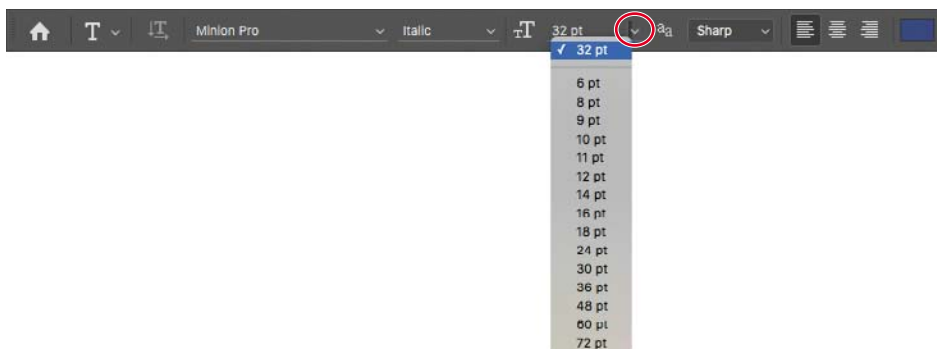 T Minion Pro Italic TT 32 pt aa Sharp
✓ 32 pt
6 pt
8 pt
9 pt
10 pt
11 pt
12 pt
14 pt
16 pt
18 pt
24 pt
30 pt
36 pt
48 pt
60 pt
72 pt